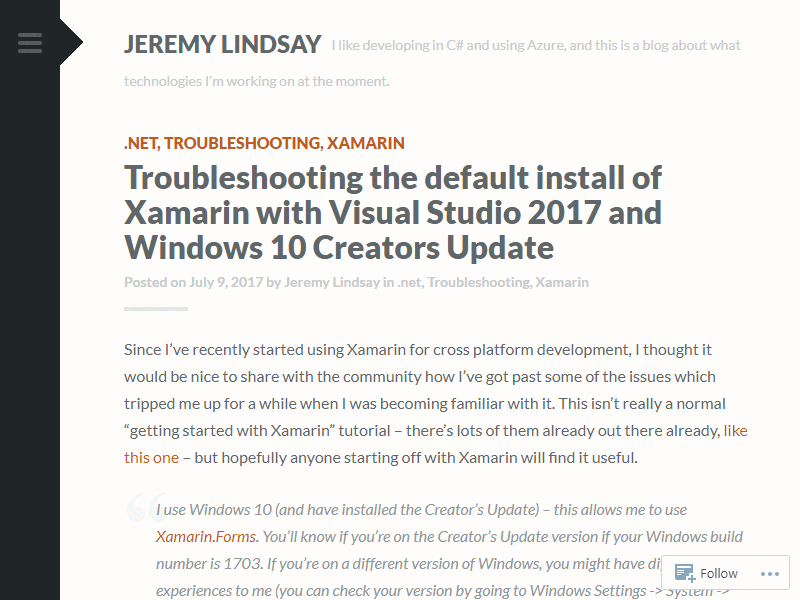 JEREMY LINDSAY I like developing in C# and using Azure, and this is a blog about what
technologies I'm working on at the moment.
.NET, TROUBLESHOOTING, XAMARIN
Troubleshooting the default install of
Xamarin with Visual Studio 2017 and
Windows 10 Creators Update
Posted on July 9, 2017 by Jeremy Lindsay in .net, Troubleshooting, Xamarin
Since I’ve recently started using Xamarin for cross platform development, I thought it
would be nice to share with the community how I’ve got past some of the issues which
tripped me up for a while when I was becoming familiar with it. This isn’t really a normal
“getting started with Xamarin” tutorial – there’s lots of them already out there already, like
this one – but hopefully anyone starting off with Xamarin will find it useful.
“
I use Windows 10 (and have installed the Creator’s Update) – this allows me to use
Xamarin.Forms. You’ll know if you’re on the Creator’s Update version if your Windows build
number is 1703. If you’re on a different version of Windows, you might have
experiences to me (you can check your version by going to Windows Settings -> System ->
Follow